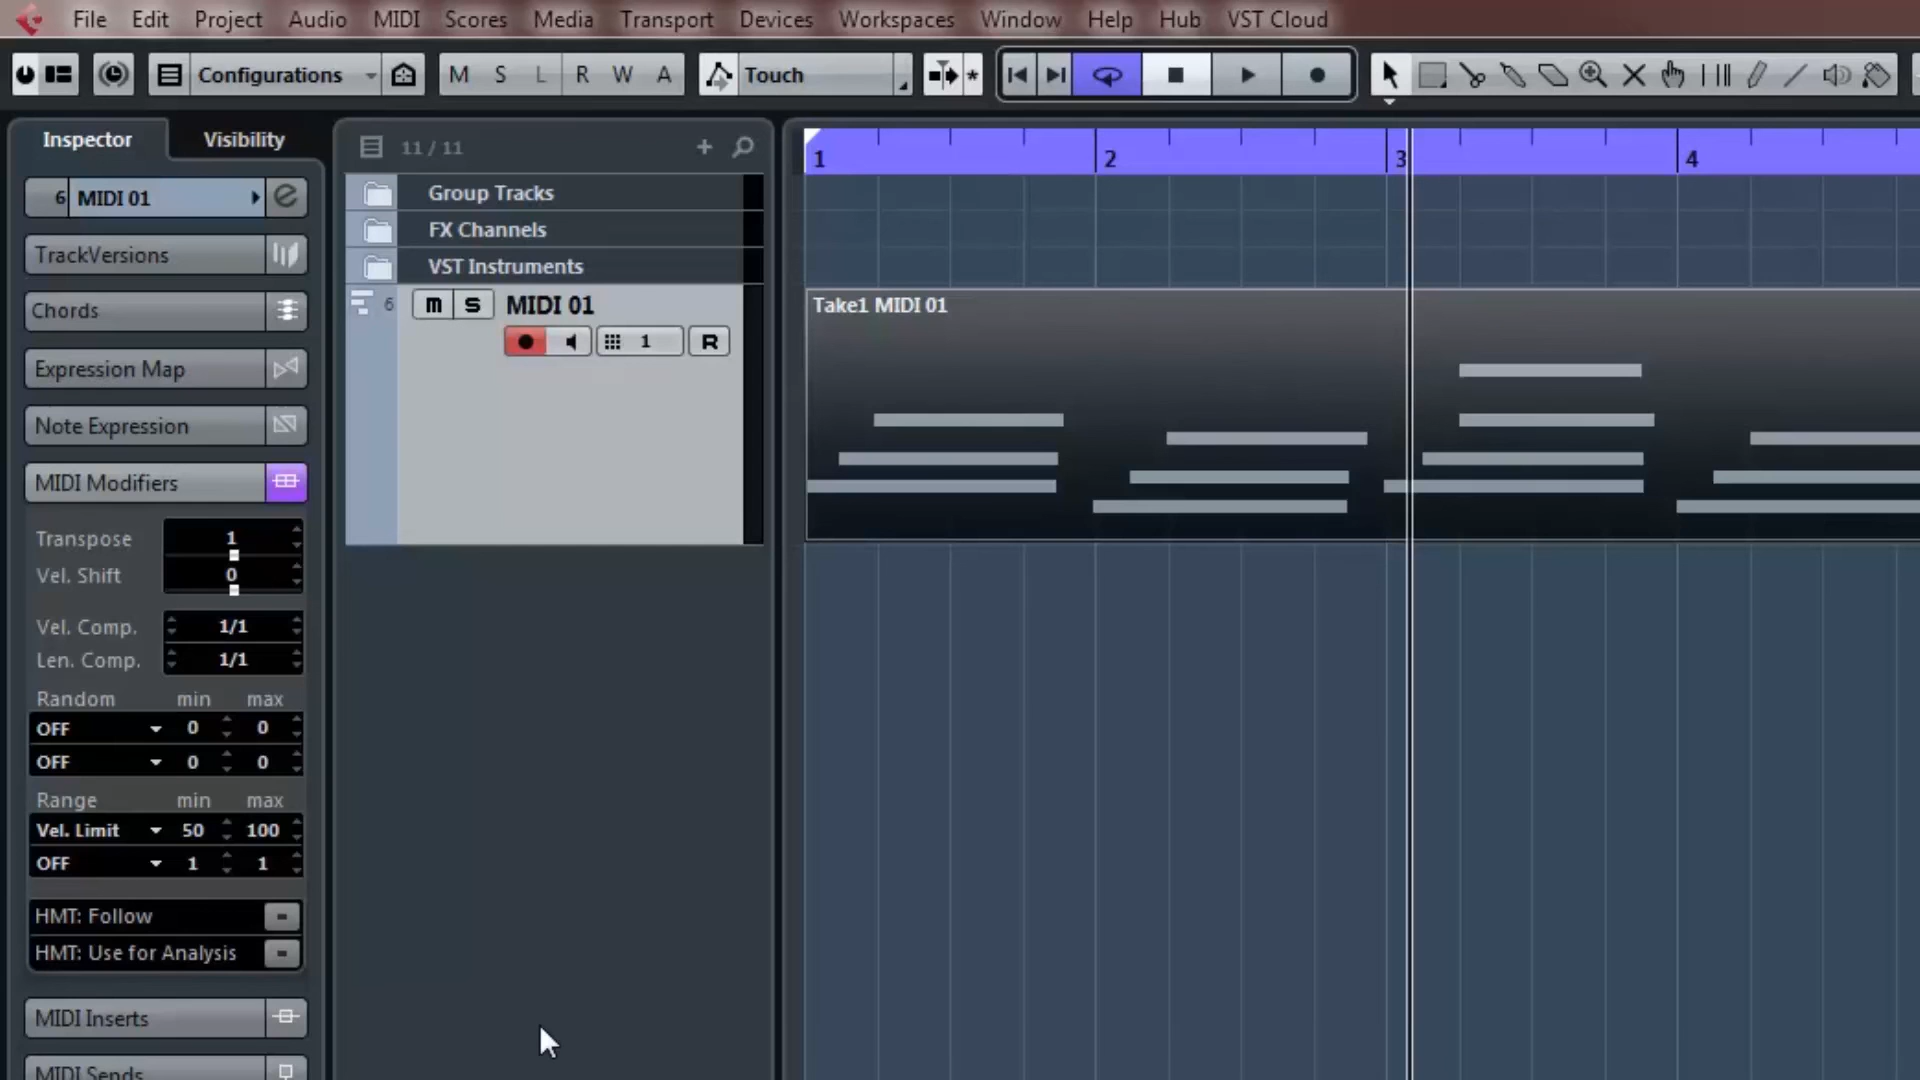 File Edit Project Audio MIDI Scores Media Transport Devices Workspaces Window Help Hub VST Cloud
Configurations M S L R W A Touch *
Inspector Visibility
11 / 11
1 2 3 4
6 MIDI 01
Group Tracks
FX Channels
VST Instruments
TrackVersions
Chords
6 m S MIDI 01
1 R
Take1 MIDI 01
Expression Map
Note Expression
MIDI Modifiers
Transpose 1
Vel. Shift 0
Vel. Comp. 1/1
Len. Comp. 1/1
Random min max
OFF 0 0
OFF 0 0
Range min max
Vel. Limit 50 100
OFF 1 1
HMT: Follow -
HMT: Use for Analysis -
MIDI Inserts
MIDI Sends